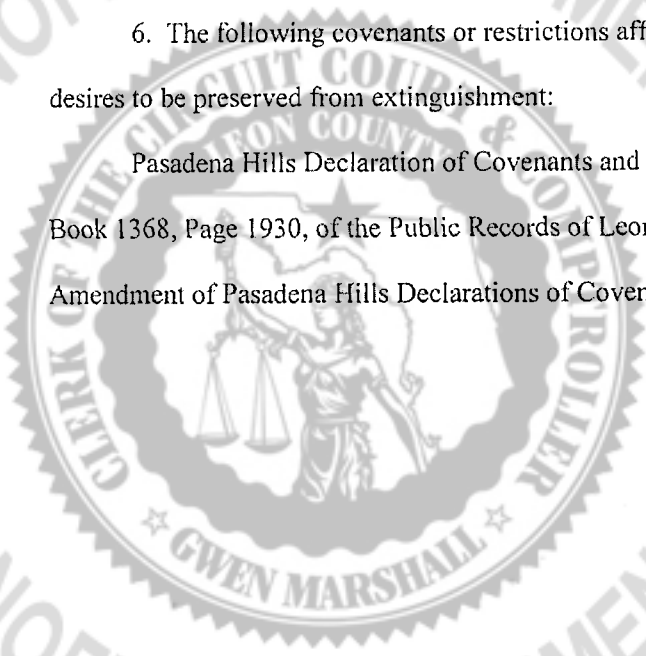 6. The following covenants or restrictions aff
desires to be preserved from extinguishment:
Pasadena Hills Declaration of Covenants and
Book 1368, Page 1930, of the Public Records of Leon
Amendment of Pasadena Hills Declarations of Coven
CLERK OF THE CIRCUIT COURT & COMPTROLLER
LEON COUNTY
GWEN MARSHALL